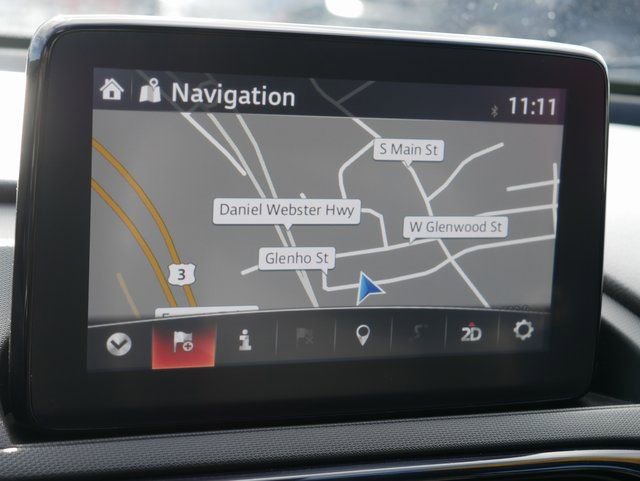 Navigation
11:11
S Main St
Daniel Webster Hwy
W Glenwood St
Glenho St
3
2D